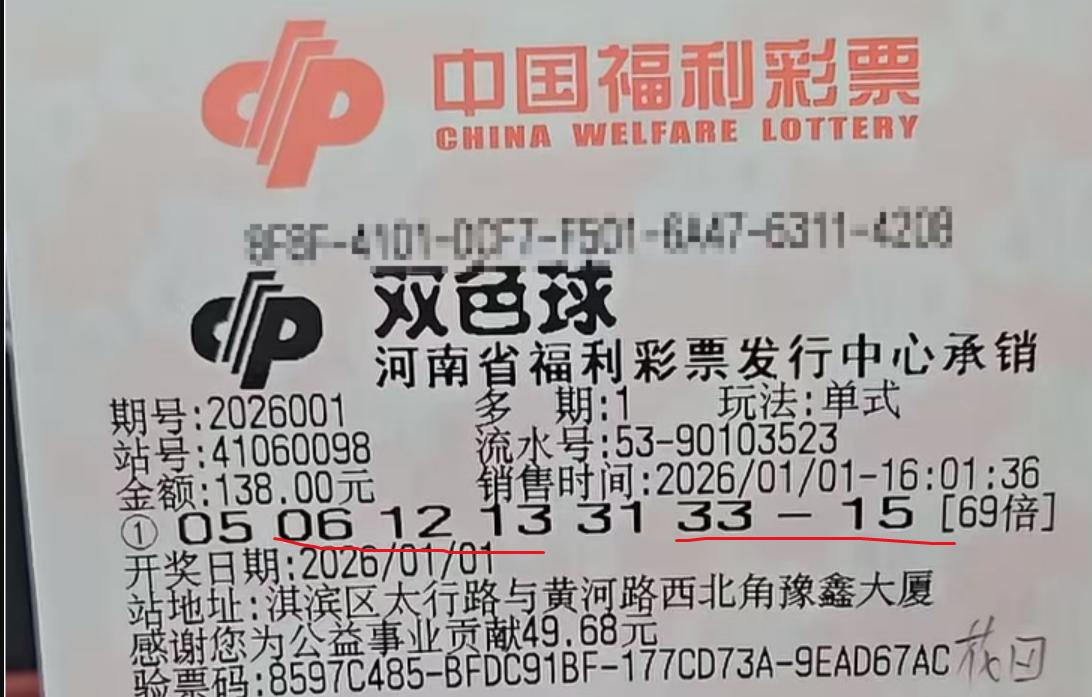 中国福利彩票
CHINA WELFARE LOTTERY
双色球
河南省福利彩票发行中心承销
期号:2026001 多 期:1 玩法:单式
站号:41060098 流水号:53-90103523
金额:138.00元 销售时间:2026/01/01-16:01:36
① 05 06 12 13 31 33 - 15 [69倍]
开奖日期:2026/01/01
站地址:淇滨区太行路与黄河路西北角豫鑫大厦
感谢您为公益事业贡献49.68元
验票码:8597C485-BFDC91BF-177CD73A-9EAD67AC